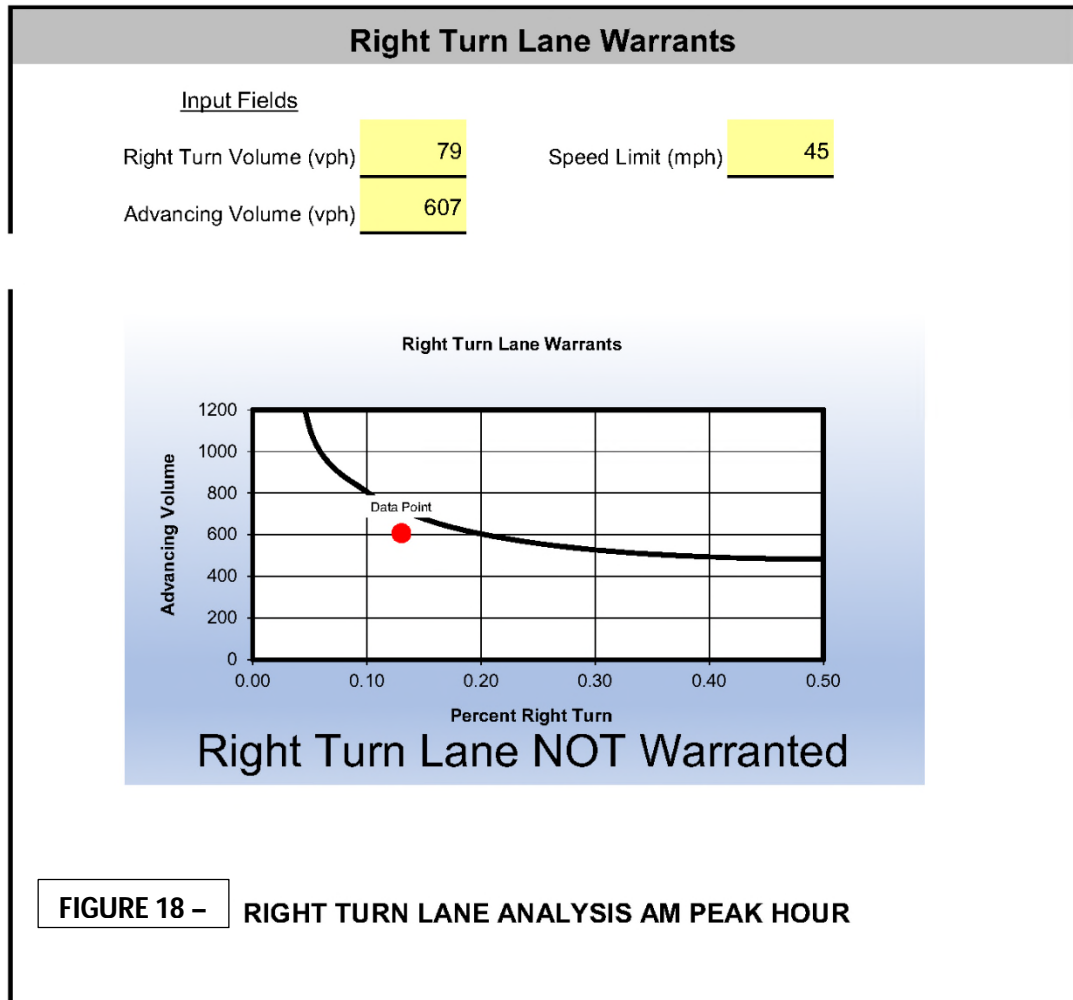 Right Turn Lane Warrants
Input Fields
Right Turn Volume (vph) 79 Speed Limit (mph) 45
Advancing Volume (vph) 607
Right Turn Lane Warrants
Advancing Volume
1200
1000
800
600
400
200
0
Data Point
0.00 0.10 0.20 0.30 0.40 0.50
Percent Right Turn
Right Turn Lane NOT Warranted
FIGURE 18 – RIGHT TURN LANE ANALYSIS AM PEAK HOUR